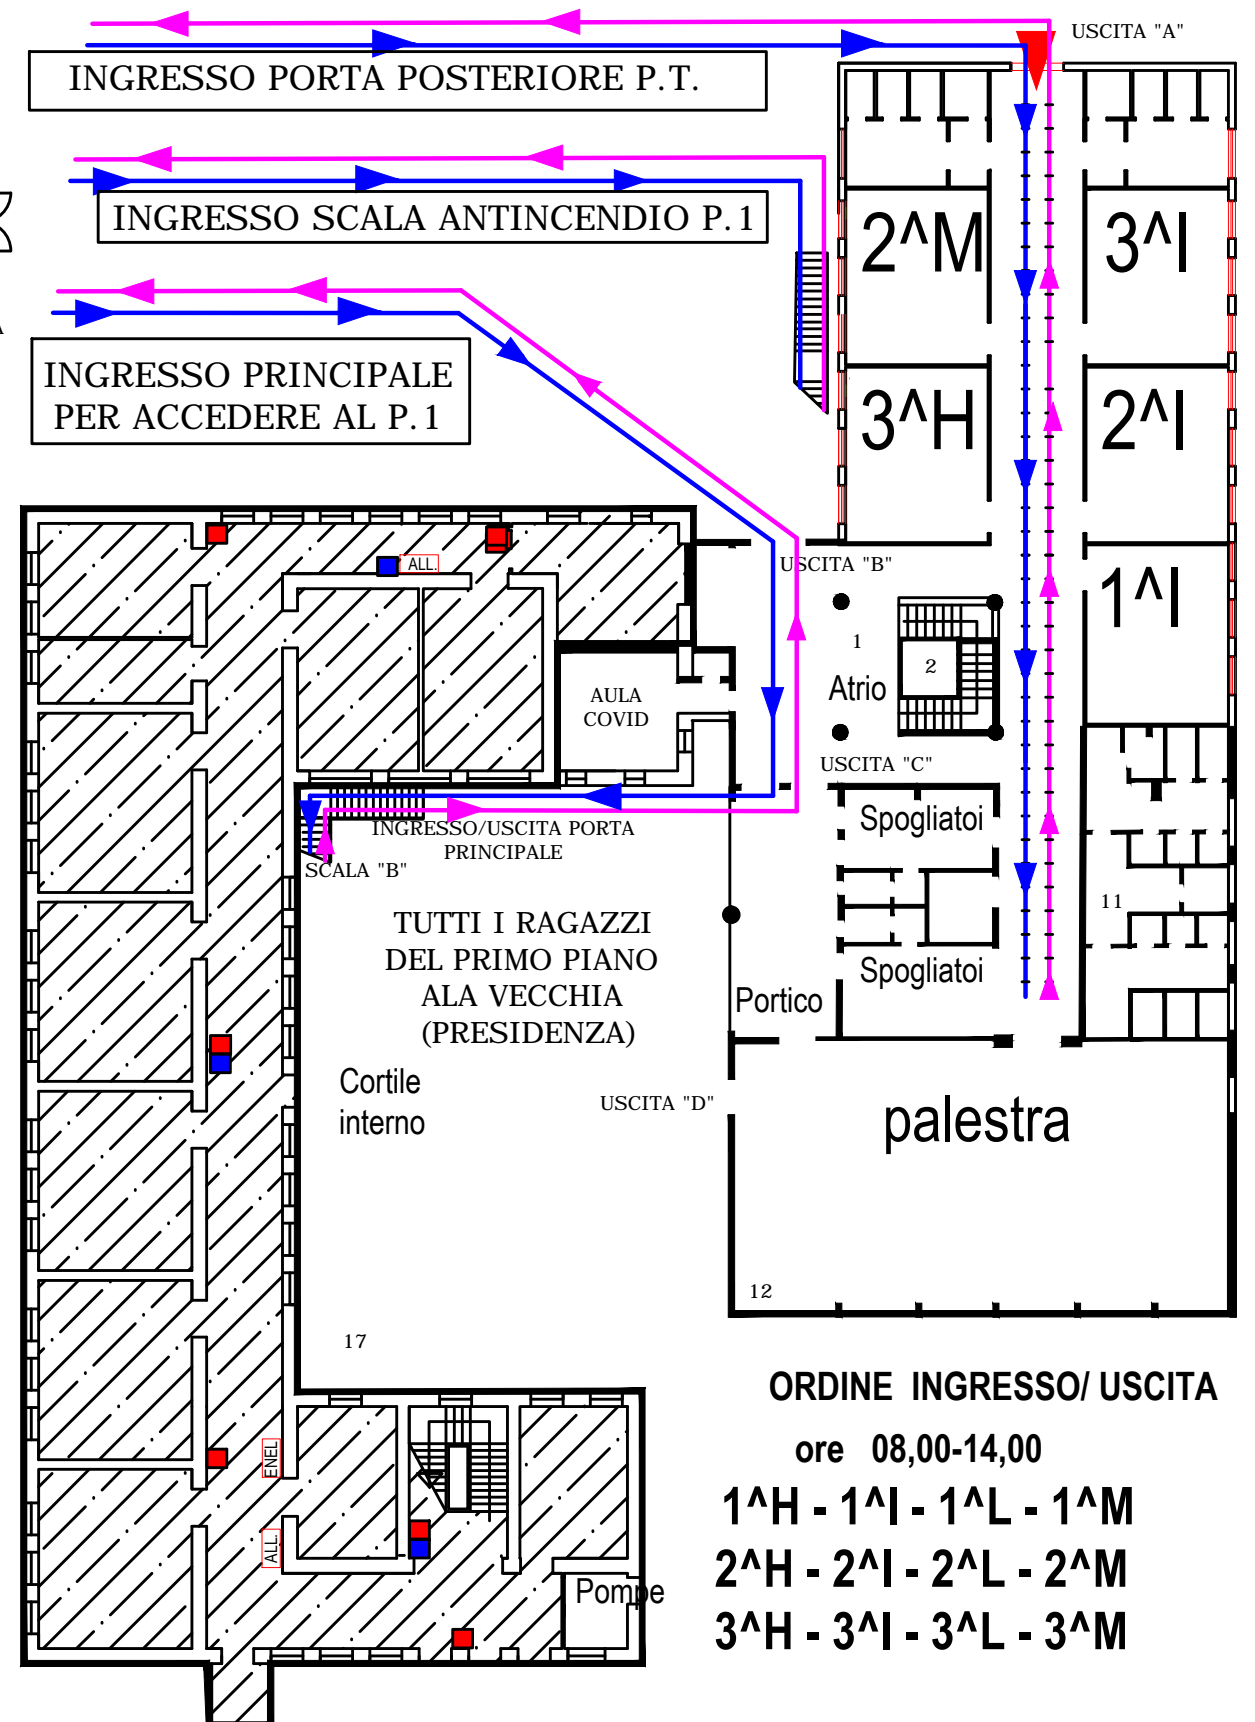 USCITA "A"
INGRESSO PORTA POSTERIORE P.T.
INGRESSO SCALA ANTINCENDIO P.1
2^M
3^I
INGRESSO PRINCIPALE
PER ACCEDERE AL P.1
3^H
2^I
ALL.
USCITA "B"
1^I
1
2
Atrio
AULA
COVID
USCITA "C"
Spogliatoi
INGRESSO/USCITA PORTA
PRINCIPALE
SCALA "B"
11
TUTTI I RAGAZZI
DEL PRIMO PIANO
ALA VECCHIA
(PRESIDENZA)
Spogliatoi
Portico
Cortile
interno
USCITA "D"
palestra
12
17
ORDINE INGRESSO/ USCITA
ore 08,00-14,00
1^H - 1^I - 1^L - 1^M
2^H - 2^I - 2^L - 2^M
3^H - 3^I - 3^L - 3^M
ENEL
ALL.
Pompe